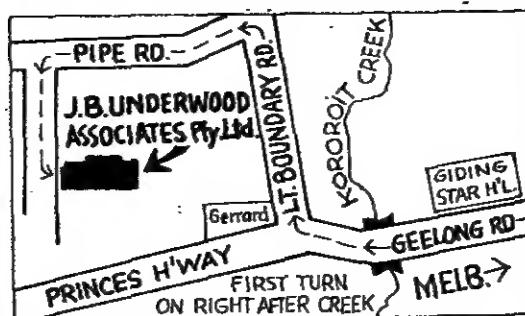 PIPE RD.
J.B. UNDERWOOD
ASSOCIATES Pty. Ltd.
LT. BOUNDARY RD.
KOROROIT CREEK
GIDING
STAR H'L.
Gerrard
GEELONG RD
PRINCES H'WAY
FIRST TURN
ON RIGHT AFTER CREEK
MELB.